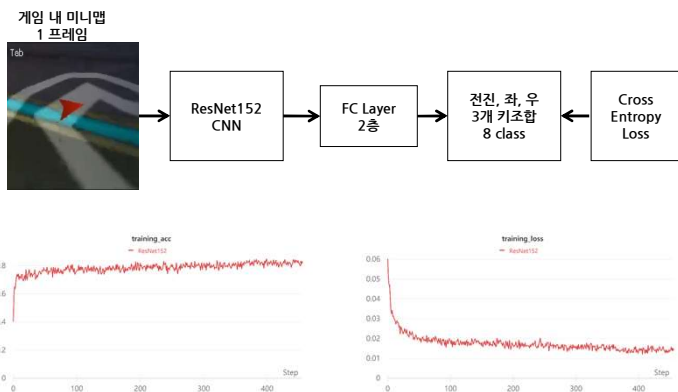 게임 내 미니맵
1 프레임
Tab
ResNet152
CNN
FC Layer
2층
전진, 좌, 우
3개 키조합
8 class
Cross
Entropy
Loss
training_acc
ResNet152
0.8
0.6
0.4
0.2
0
0
100
200
300
400
Step
training_loss
ResNet152
0.06
0.05
0.04
0.03
0.02
0.01
0
0
100
200
300
400
Step